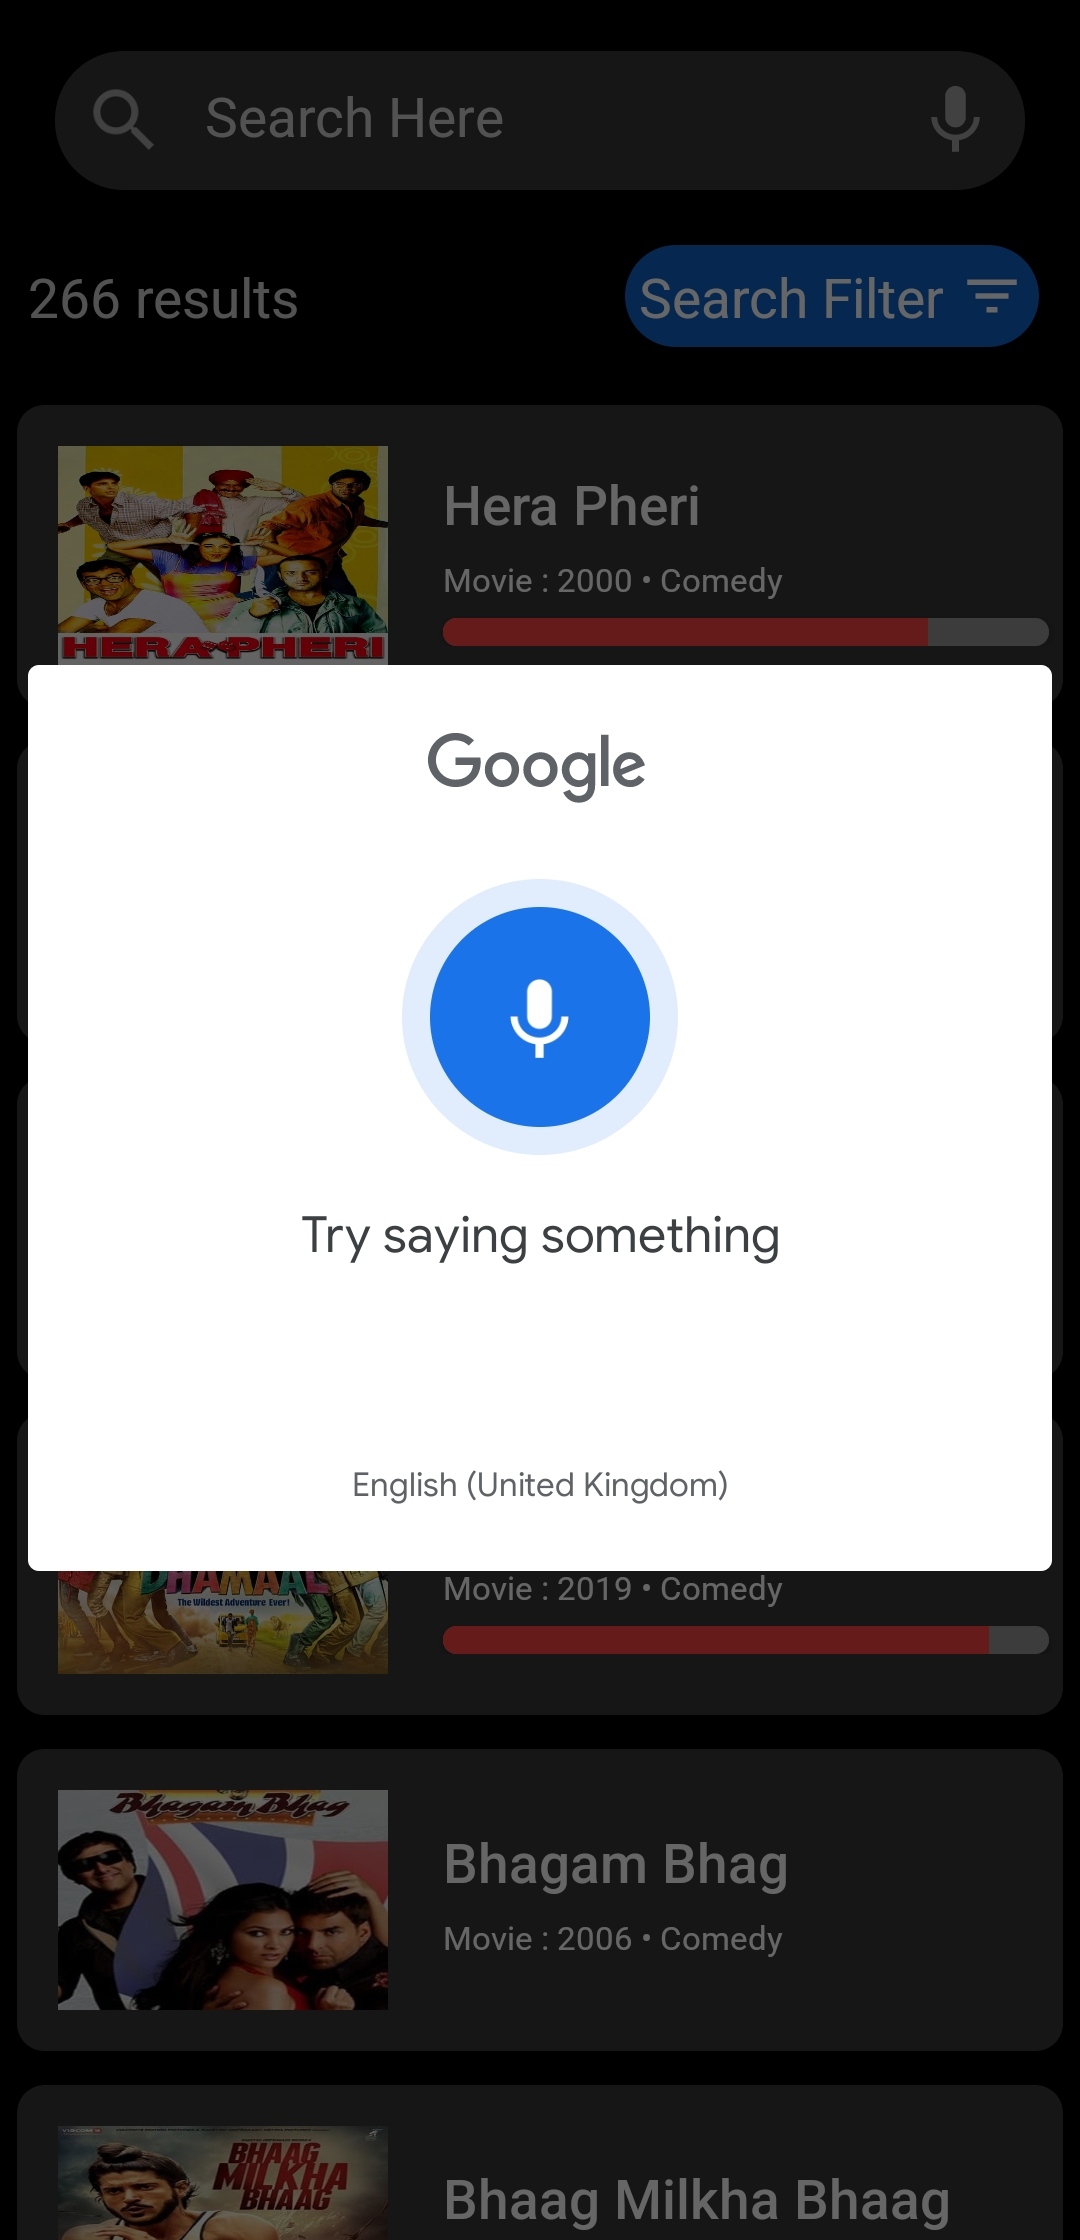 Search Here
266 results
Search Filter
Hera Pheri
Movie : 2000 • Comedy
HERA PHERI
Google
Try saying something
English (United Kingdom)
DHAMAAL
The Wildest Adventure Ever!
Movie : 2019 • Comedy
Bhagam Bhag
Bhagam Bhag
Movie : 2006 • Comedy
BHAAG
MILKHA
BHAAG
Bhaag Milkha Bhaag